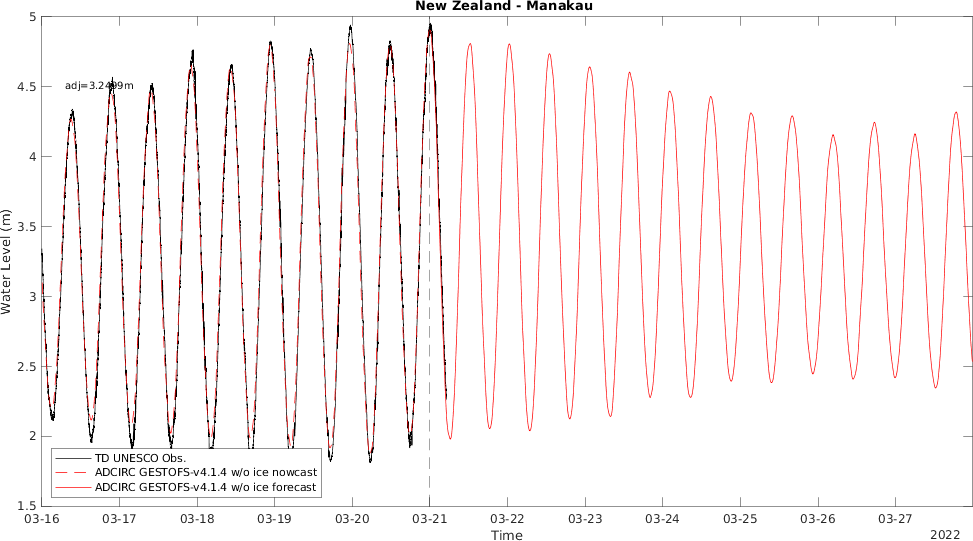 New Zealand - Manakau
Water Level (m)
5
4.5
4
3.5
3
2.5
2
1.5
adj=3.2499m
TD UNESCO Obs.
ADCIRC GESTOFS-v4.1.4 w/o ice nowcast
ADCIRC GESTOFS-v4.1.4 w/o ice forecast
03-16 03-17 03-18 03-19 03-20 03-21 03-22 03-23 03-24 03-25 03-26 03-27
Time
2022